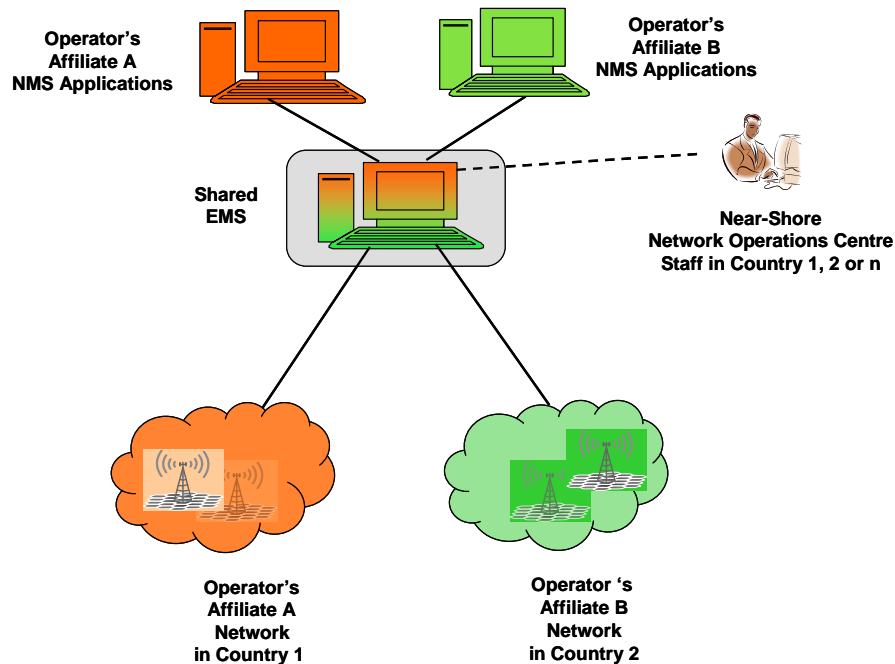 Operator's
Affiliate A
NMS Applications
Operator's
Affiliate B
NMS Applications
Shared
EMS
Near-Shore
Network Operations Centre
Staff in Country 1, 2 or n
Operator's
Affiliate A
Network
in Country 1
Operator 's
Affiliate B
Network
in Country 2